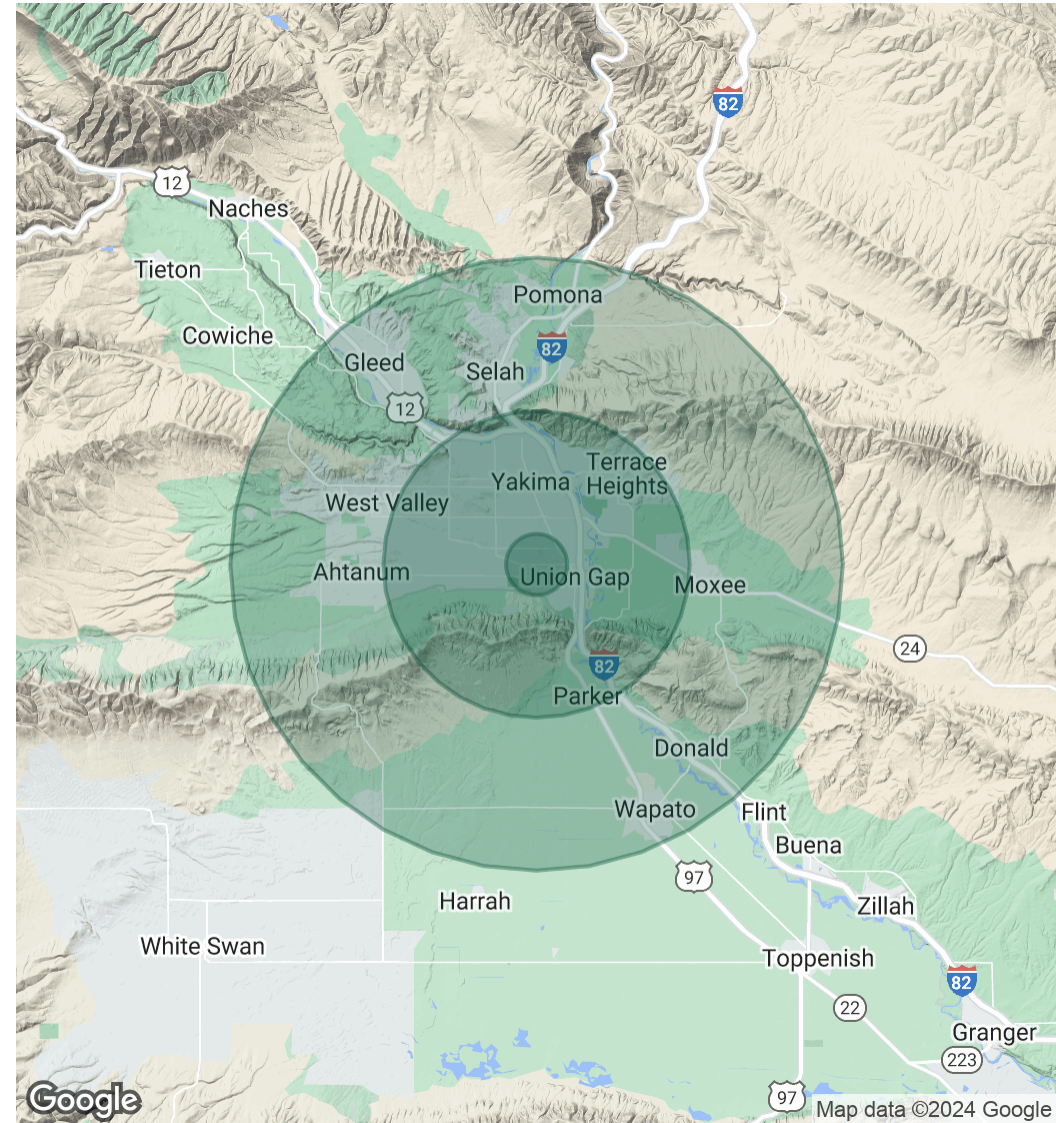 82
12
Naches
Tieton
Pomona
Cowiche
82
Gleed
Selah
12
Terrace
Heights
Yakima
West Valley
Ahtanum
Union Gap
Moxee
24
82
Parker
Donald
Wapato
Flint
Buena
97
Harrah
Zillah
White Swan
Toppenish
82
22
Granger
223
97
Google
Map data ©2024 Google